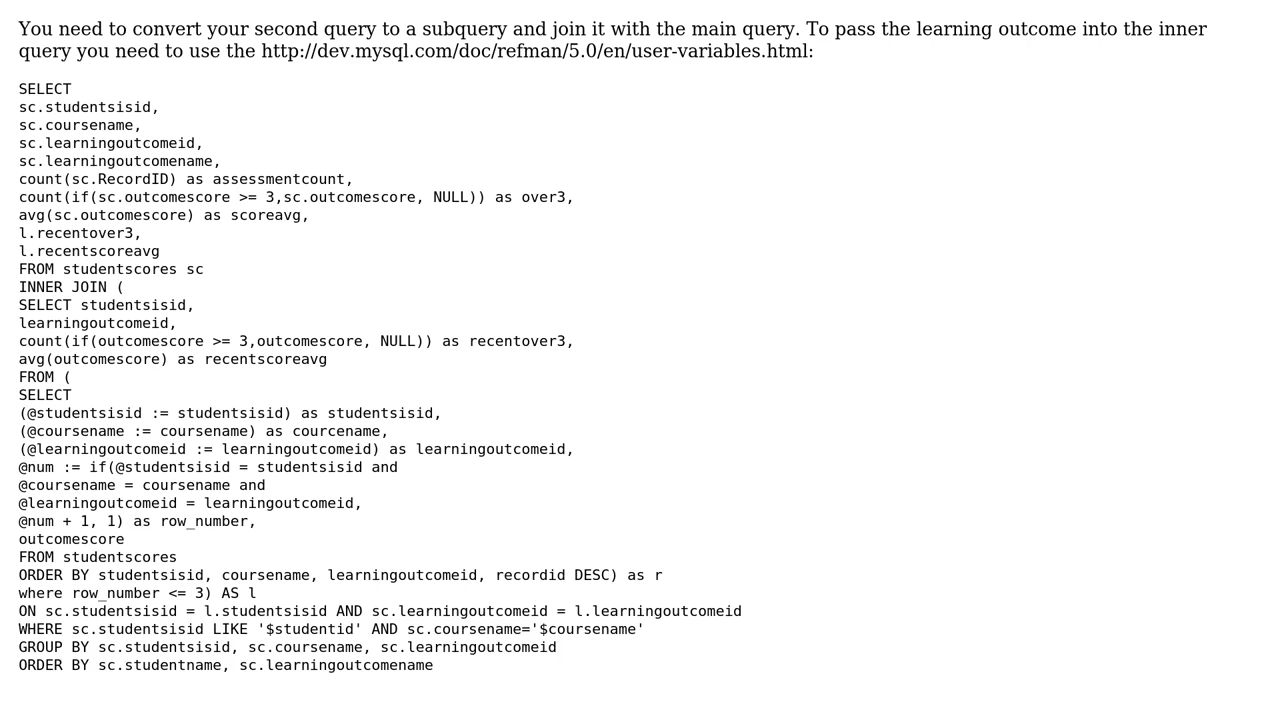 You need to convert your second query to a subquery and join it with the main query. To pass the learning outcome into the inner
query you need to use the http://dev.mysql.com/doc/refman/5.0/en/user-variables.html:
SELECT
sc.studentsisid,
sc.coursename,
sc.learningoutcomeid,
sc.learningoutcomename,
count(sc.RecordID) as assessmentcount,
count(if(sc.outcomescore >= 3,sc.outcomescore, NULL)) as over3,
avg(sc.outcomescore) as scoreavg,
l.recentover3,
l.recentscoreavg
FROM studentscores sc
INNER JOIN (
SELECT studentsisid,
learningoutcomeid,
count(if(outcomescore >= 3,outcomescore, NULL)) as recentover3,
avg(outcomescore) as recentscoreavg
FROM (
SELECT
(@studentsisid := studentsisid) as studentsisid,
(@coursename := coursename) as courcename,
(@learningoutcomeid := learningoutcomeid) as learningoutcomeid,
@num := if(@studentsisid = studentsisid and
@coursename = coursename and
@learningoutcomeid = learningoutcomeid,
@num + 1, 1) as row_number,
outcomescore
FROM studentscores
ORDER BY studentsisid, coursename, learningoutcomeid, recordid DESC) as r
where row_number <= 3) AS l
ON sc.studentsisid = l.studentsisid AND sc.learningoutcomeid = l.learningoutcomeid
WHERE sc.studentsisid LIKE '$studentid' AND sc.coursename='$coursename'
GROUP BY sc.studentsisid, sc.coursename, sc.learningoutcomeid
ORDER BY sc.studentname, sc.learningoutcomename